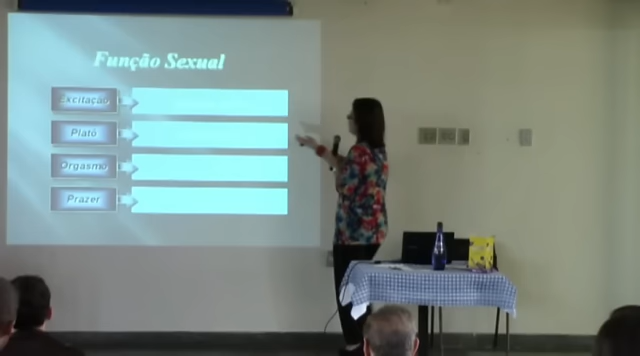 Função Sexual
Excitação
Platô
Orgasmo
Prazer